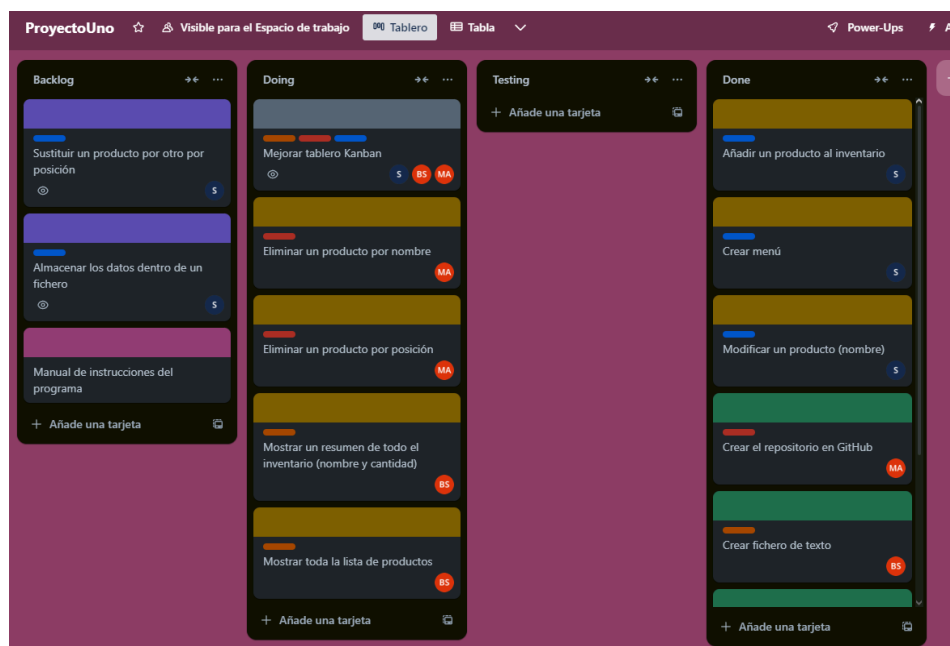 ProyectoUno Visible para el Espacio de trabajo Tablero Tabla Power-Ups A
Backlog
Sustituir un producto por otro por
posición
S
Almacenar los datos dentro de un
fichero
S
Manual de instrucciones del
programa
+ Añade una tarjeta
Doing
Mejorar tablero Kanban
S BS MA
Eliminar un producto por nombre
MA
Eliminar un producto por posición
MA
Mostrar un resumen de todo el
inventario (nombre y cantidad)
BS
Mostrar toda la lista de productos
BS
+ Añade una tarjeta
Testing
+ Añade una tarjeta
Done
Añadir un producto al inventario
S
Crear menú
S
Modificar un producto (nombre)
S
Crear el repositorio en GitHub
MA
Crear fichero de texto
BS
+ Añade una tarjeta